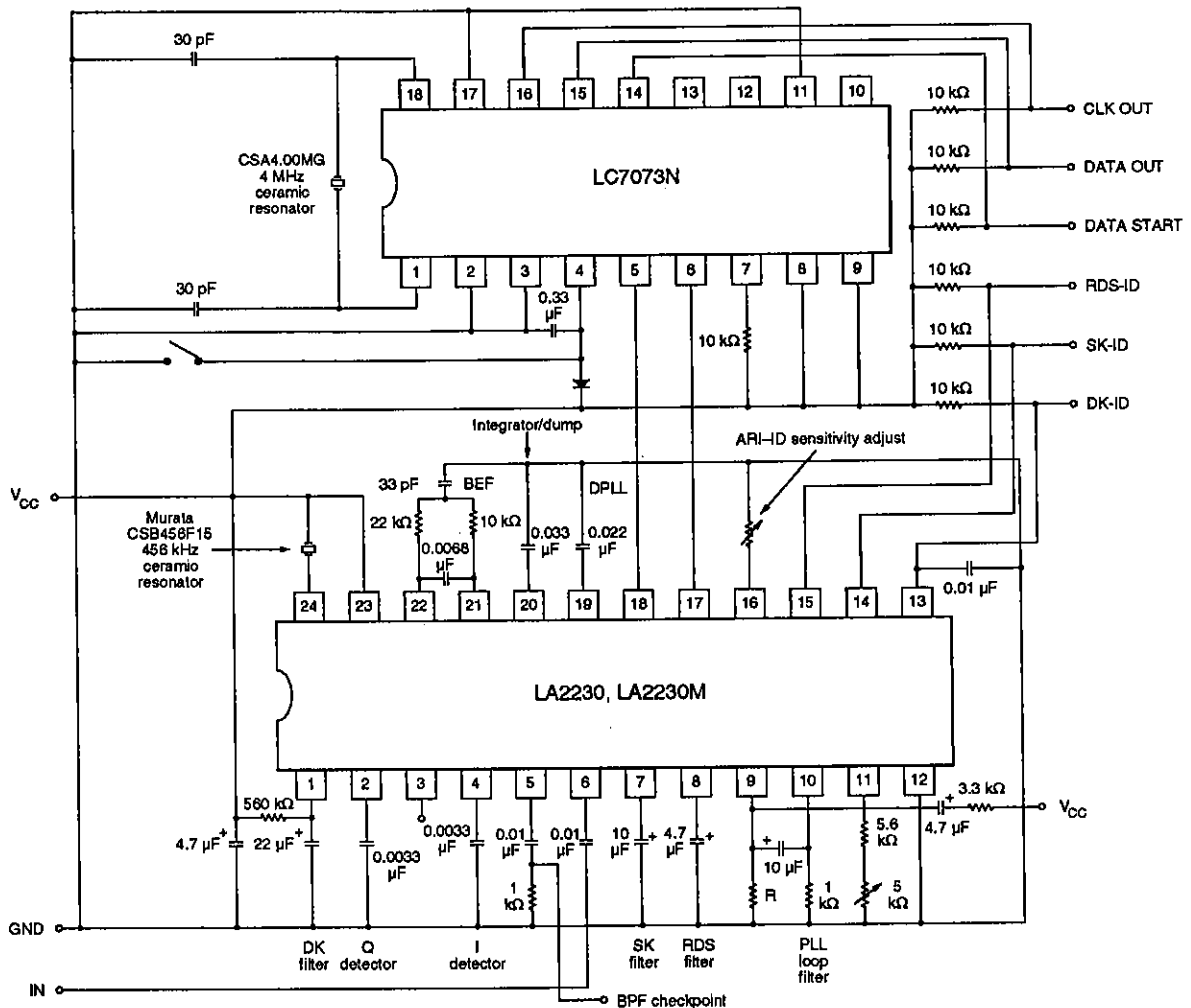 30 pF
18 17 16 15 14 13 12 11 10
10 kΩ
CLK OUT
CSA4.00MG
4 MHz
ceramic
resonator
LC7073N
10 kΩ
DATA OUT
10 kΩ
DATA START
1 2 3 4 5 6 7 8 9
30 pF
0.33
µF
10 kΩ
10 kΩ
RDS-ID
10 kΩ
SK-ID
10 kΩ
DK-ID
Integrator/dump
ARI–ID sensitivity adjust
VCC
Murata
CSB456F15
456 kHz
ceramic
resonator
33 pF
BEF
DPLL
22 kΩ
10 kΩ
0.0068
µF
0.033
µF
0.022
µF
0.01 µF
24 23 22 21 20 19 18 17 16 15 14 13
LA2230, LA2230M
1 2 3 4 5 6 7 8 9 10 11 12
560 kΩ
4.7 µF +
22 µF +
0.0033
µF
0.0033
µF
0.01
µF
1
kΩ
0.01
µF
10
µF +
4.7
µF +
+
10 µF
R
1
kΩ
5.6
kΩ
5
kΩ
+
4.7 µF
3.3 kΩ
VCC
GND
DK
filter
Q
detector
I
detector
SK
filter
RDS
filter
PLL
loop
filter
IN
BPF checkpoint